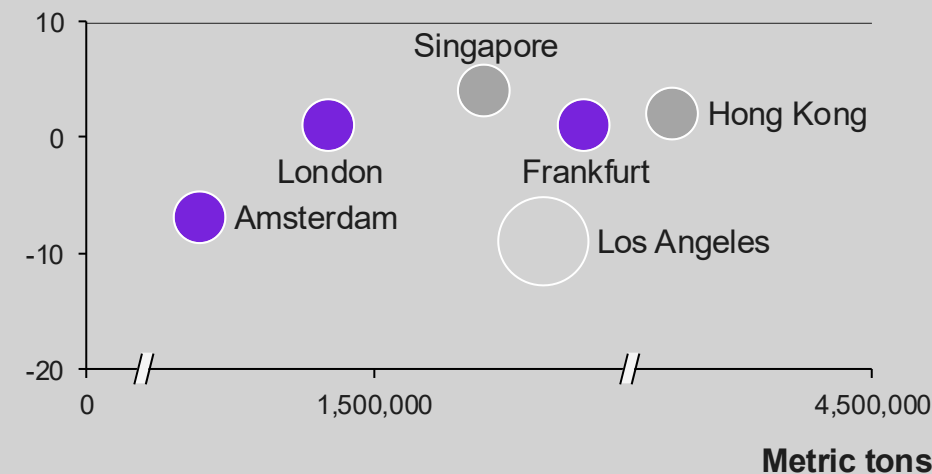 10
Singapore
Hong Kong
0
London
Frankfurt
Amsterdam
Los Angeles
-10
-20
0
1,500,000
4,500,000
Metric tons